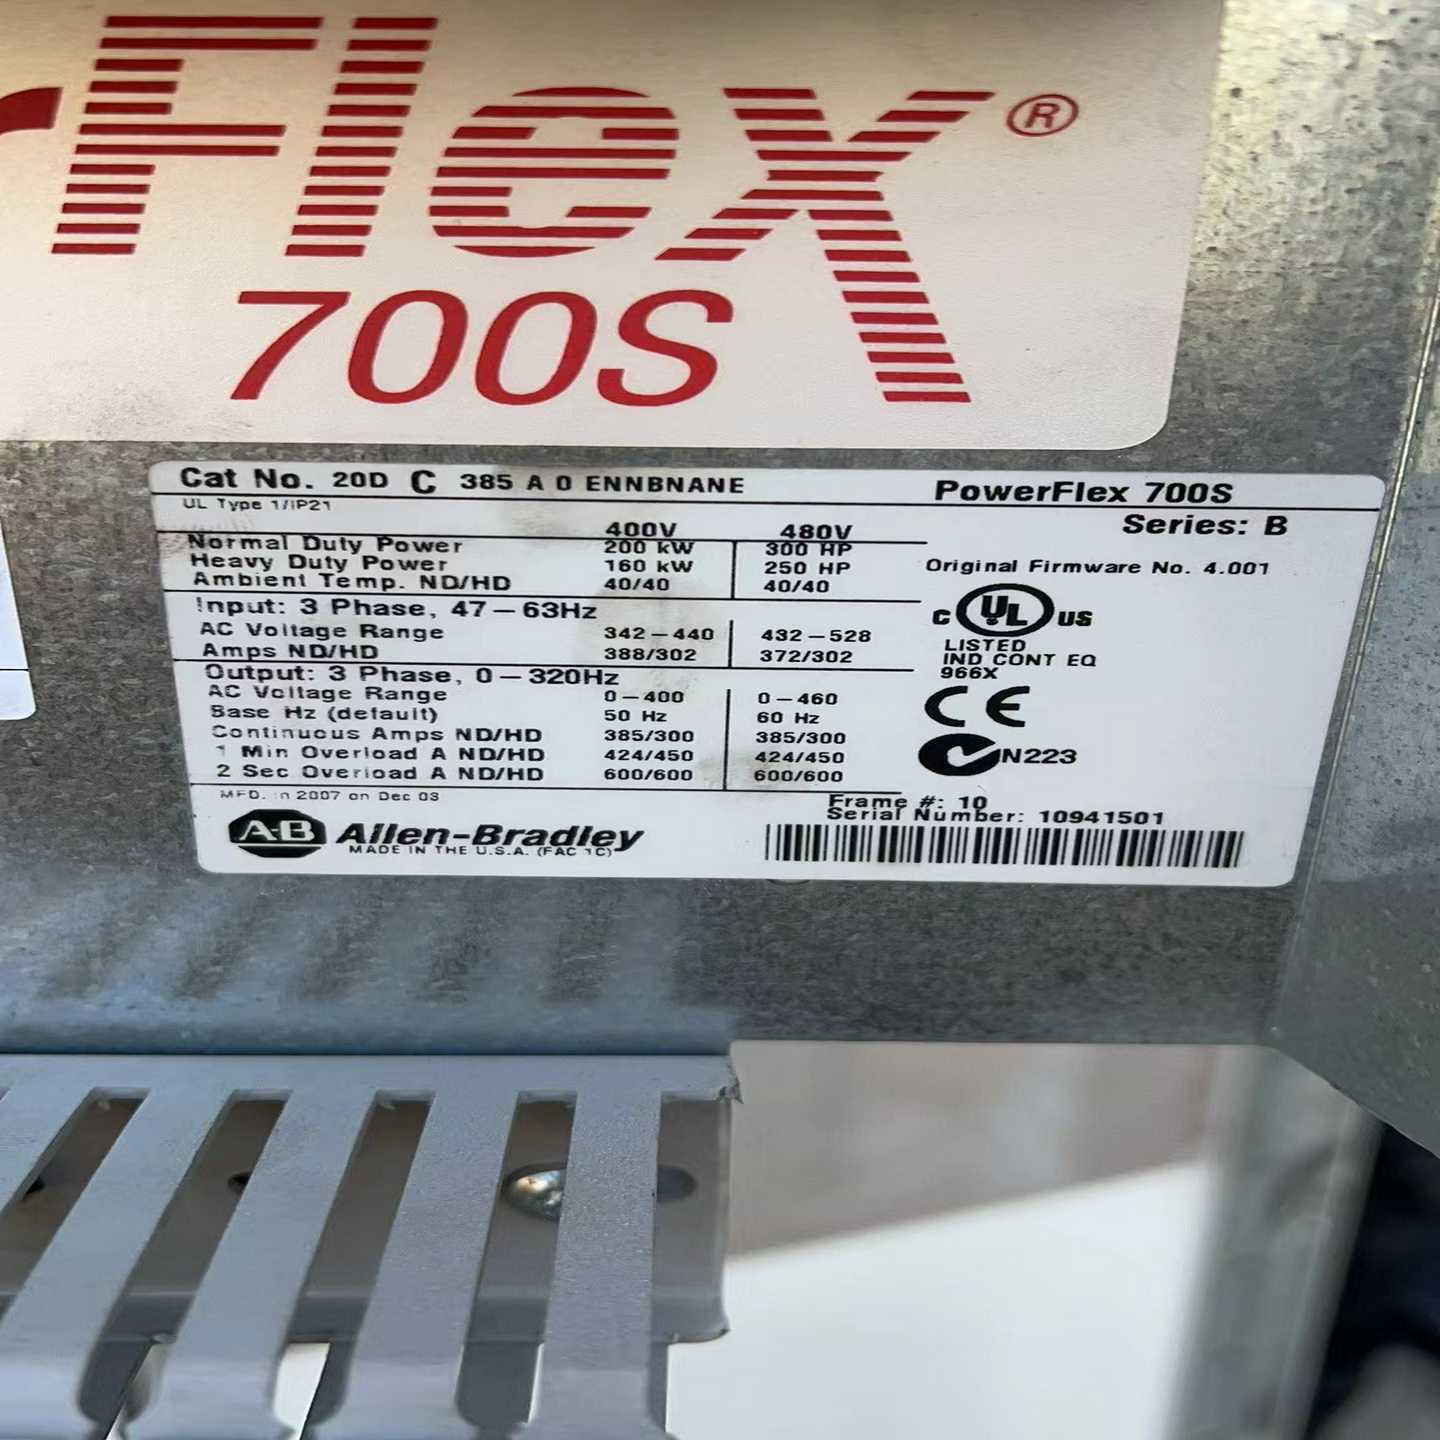 rFlex®
700S
Cat No. 20D C 385 A 0 ENNBNANE
UL Type 1/IP21
400V 480V
Normal Duty Power 200 kW 300 HP
Heavy Duty Power 160 kW 250 HP
Ambient Temp. ND/HD 40/40 40/40
Input: 3 Phase, 47-63Hz
AC Voltage Range 342-440 432-528
Amps ND/HD 388/302 372/302
Output: 3 Phase, 0-320Hz
AC Voltage Range 0-400 0-460
Base Hz (default) 50 Hz 60 Hz
Continuous Amps ND/HD 385/300 385/300
1 Min Overload A ND/HD 424/450 424/450
2 Sec Overload A ND/HD 600/600 600/600
MFD. in 2007 on Dec 03
A-B Allen-Bradley
MADE IN THE U.S.A. (FAC 1C)
PowerFlex 700S
Series: B
Original Firmware No. 4.001
C UL US
LISTED
IND CONT EQ
966X
CE
N223
Frame #: 10
Serial Number: 10941501